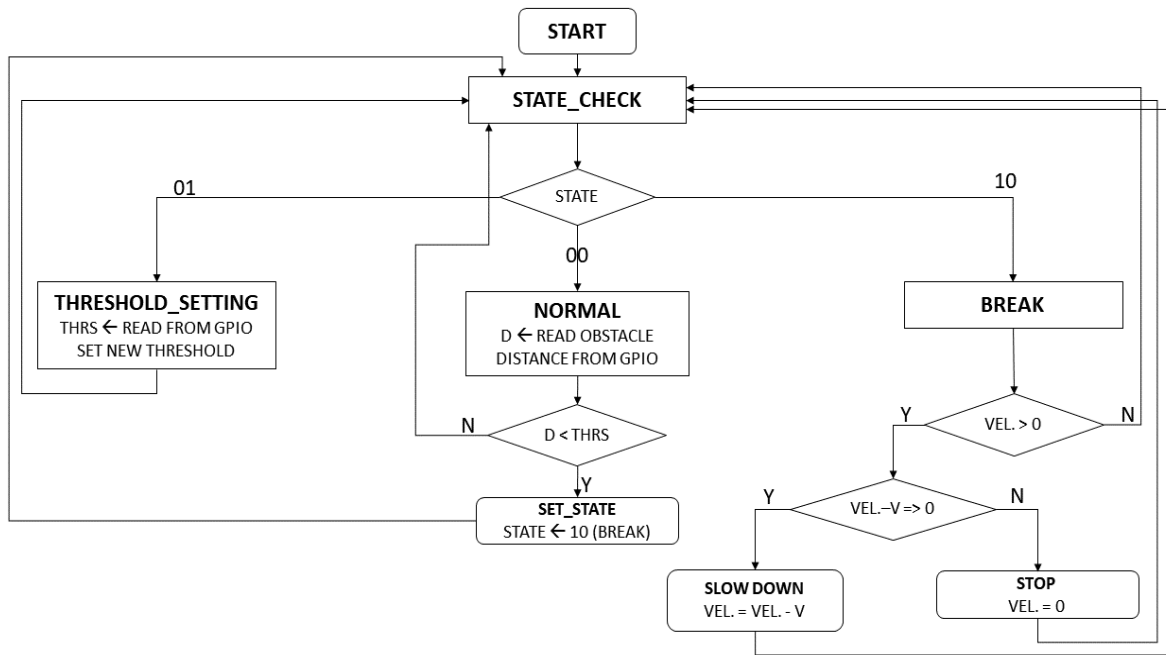 START
STATE_CHECK
STATE
01
10
00
THRESHOLD_SETTING
THRS ← READ FROM GPIO
SET NEW THRESHOLD
NORMAL
D ← READ OBSTACLE
DISTANCE FROM GPIO
BREAK
N
D < THRS
Y
Y
VEL. > 0
N
SET_STATE
STATE ← 10 (BREAK)
Y
VEL.–V => 0
N
SLOW DOWN
VEL. = VEL. - V
STOP
VEL. = 0